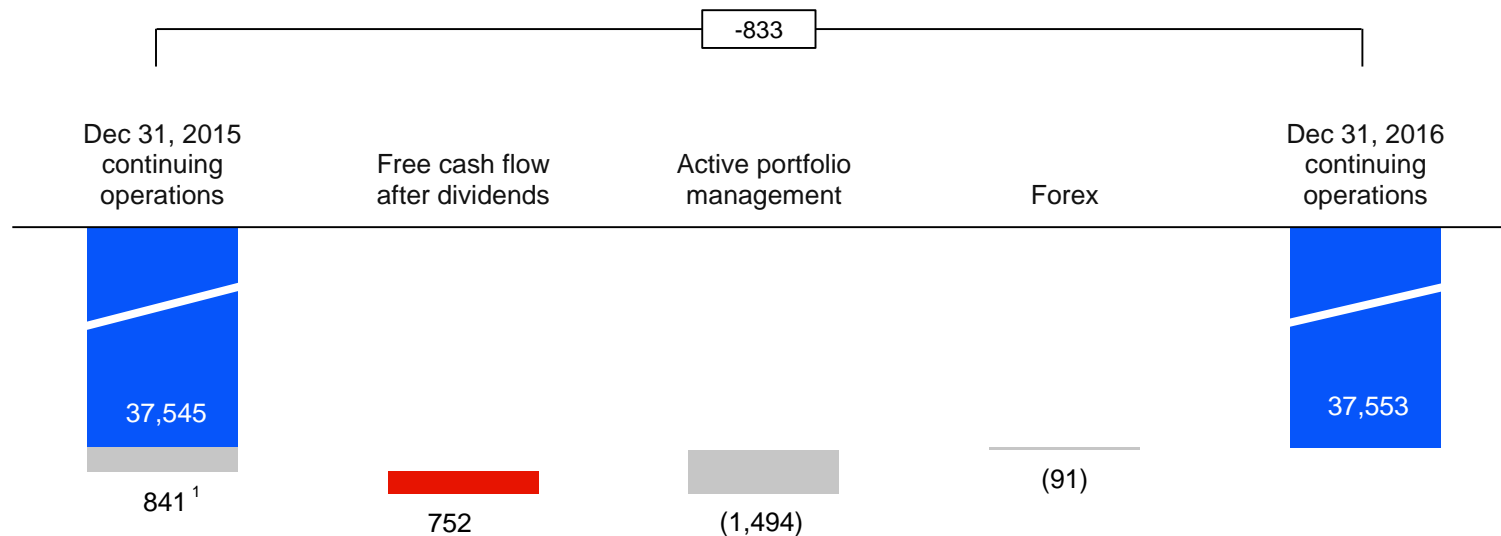 -833
Dec 31, 2015
continuing
operations
Free cash flow
after dividends
Active portfolio
management
Forex
Dec 31, 2016
continuing
operations
37,545
37,553
841 1
752
(1,494)
(91)